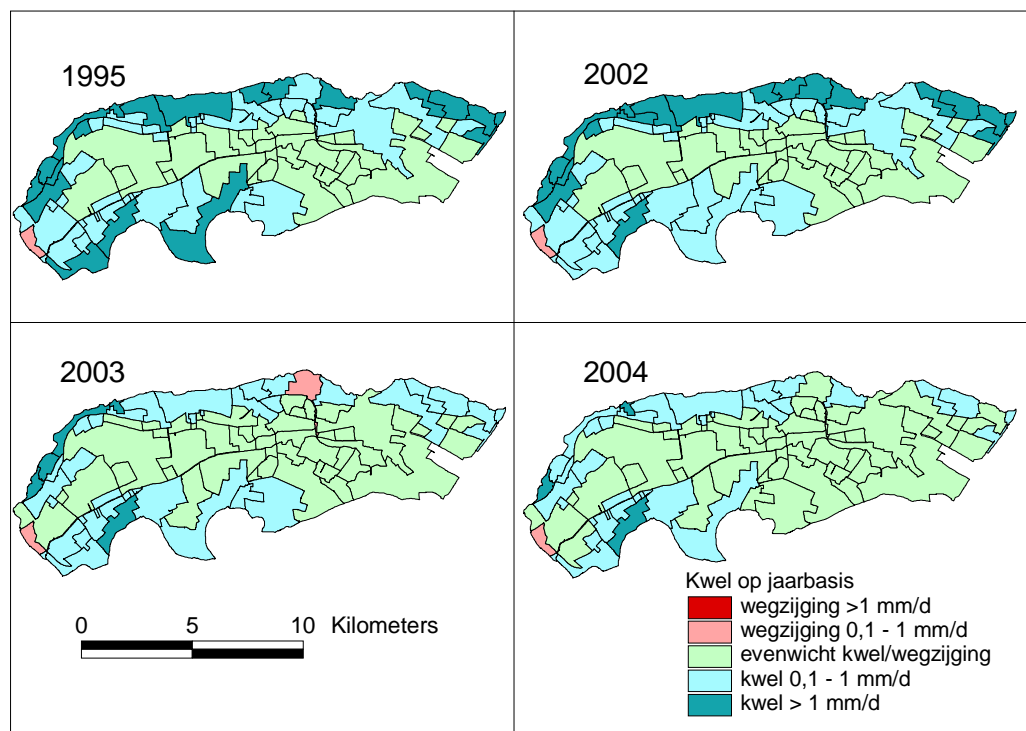 1995
2002
2003
2004
0 5 10 Kilometers
Kwel op jaarbasis
wegzijging >1 mm/d
wegzijging 0,1 - 1 mm/d
evenwicht kwel/wegzijging
kwel 0,1 - 1 mm/d
kwel > 1 mm/d